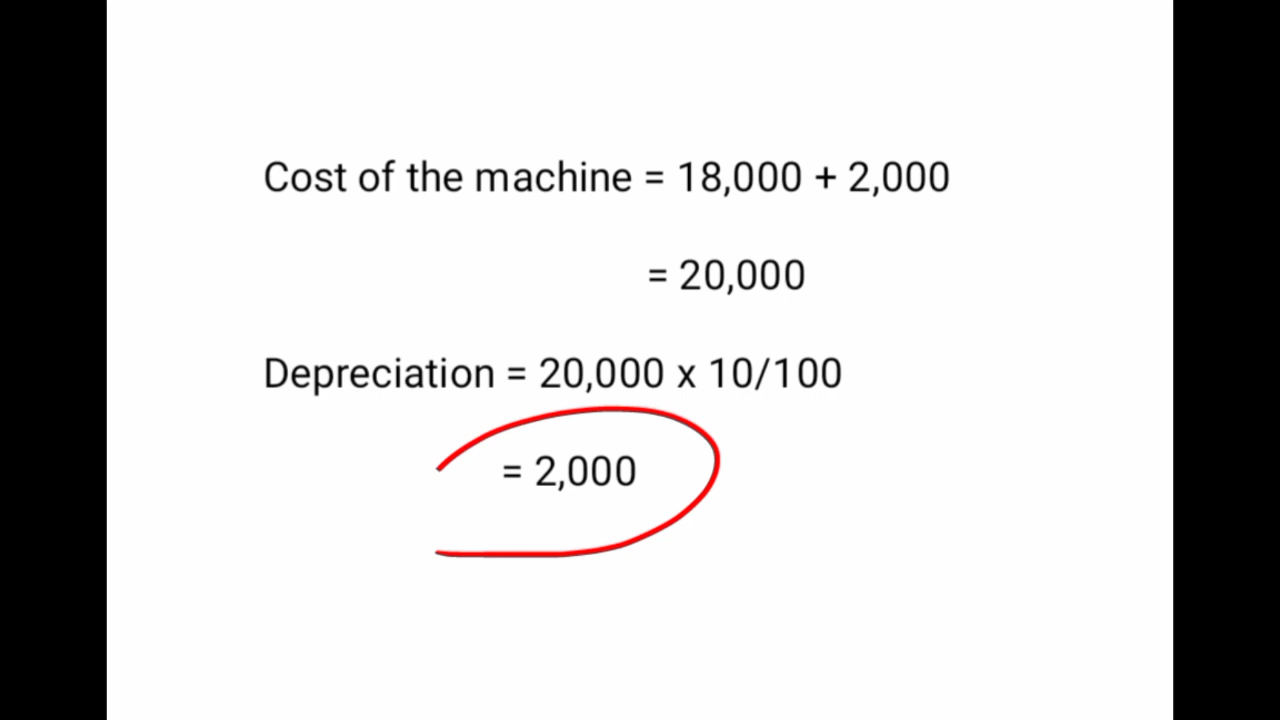 Cost of the machine = 18,000 + 2,000
= 20,000
Depreciation = 20,000 x 10/100
= 2,000